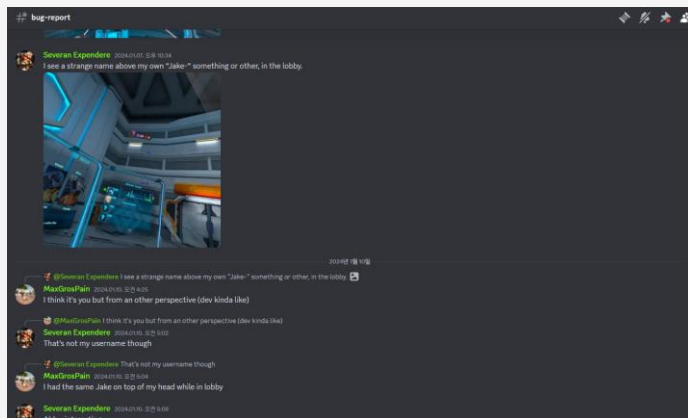 bug-report
Severan Expendere 2024.01.07. 오후 10:34
I see a strange name above my own "Jake-" something or other, in the lobby.
2024년 1월 10일
@Severan Expendere I see a strange name above my own "Jake-" something or other, in the lobby.
MaxGrosPain 2024.01.10. 오전 4:25
I think it's you but from an other perspective (dev kinda like)
@MaxGrosPain I think it's you but from an other perspective (dev kinda like)
Severan Expendere 2024.01.10. 오전 5:02
That's not my username though
@Severan Expendere That's not my username though
MaxGrosPain 2024.01.10. 오전 5:04
I had the same Jake on top of my head while in lobby
Severan Expendere 2024.01.10. 오전